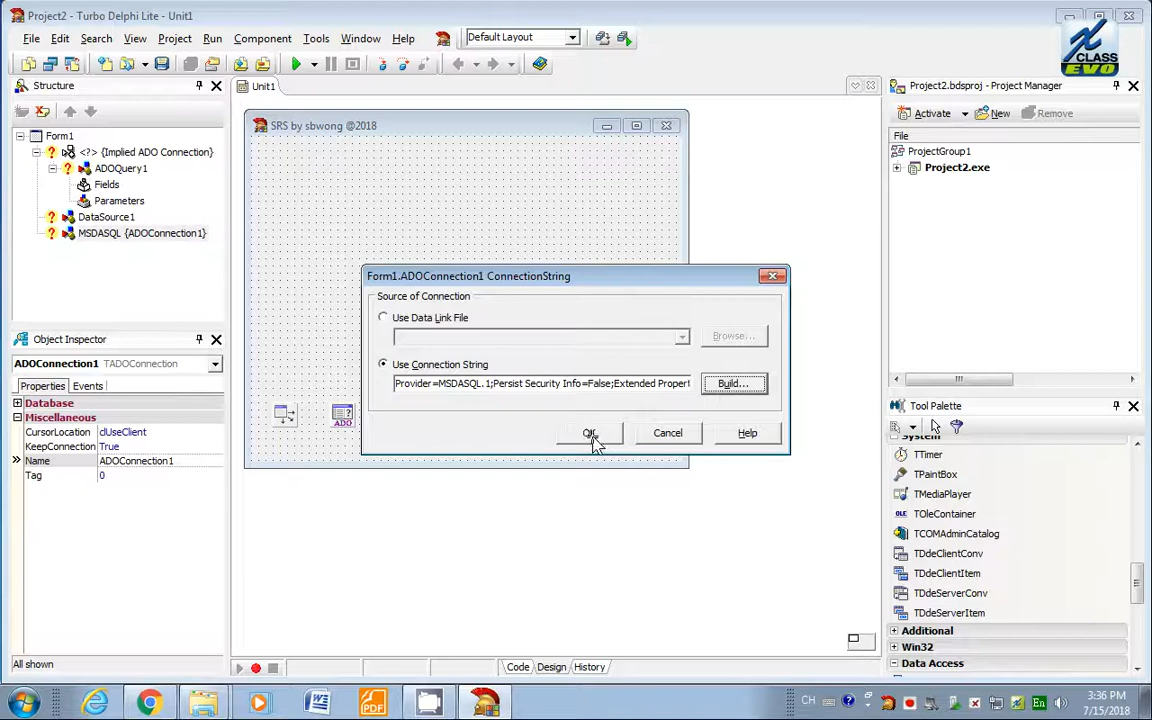 Project2 - Turbo Delphi Lite - Unit1
File Edit Search View Project Run Component Tools Window Help
Default Layout
CLASS
EVO
Structure
Form1
<?> {Implied ADO Connection}
ADOQuery1
Fields
Parameters
DataSource1
MSDASQL {ADOConnection1}
Unit1
SRS by sbwong @2018
ADO
Form1.ADOConnection1 ConnectionString
Source of Connection
Use Data Link File
Browse...
Use Connection String
Provider=MSDASQL.1;Persist Security Info=False;Extended Propert
Build...
OK Cancel Help
Object Inspector
ADOConnection1 TADOConnection
Properties Events
Database
Miscellaneous
CursorLocation clUseClient
KeepConnection True
Name ADOConnection1
Tag 0
All shown
Code Design History
Project2.bdsproj - Project Manager
Activate New Remove
File
ProjectGroup1
Project2.exe
Tool Palette
System
TTimer
TPaintBox
TMediaPlayer
OLE TOleContainer
TCOMAdminCatalog
TDdeClientConv
TDdeClientItem
TDdeServerConv
TDdeServerItem
Additional
Win32
Data Access
PDF
CH
En
3:36 PM
7/15/2018